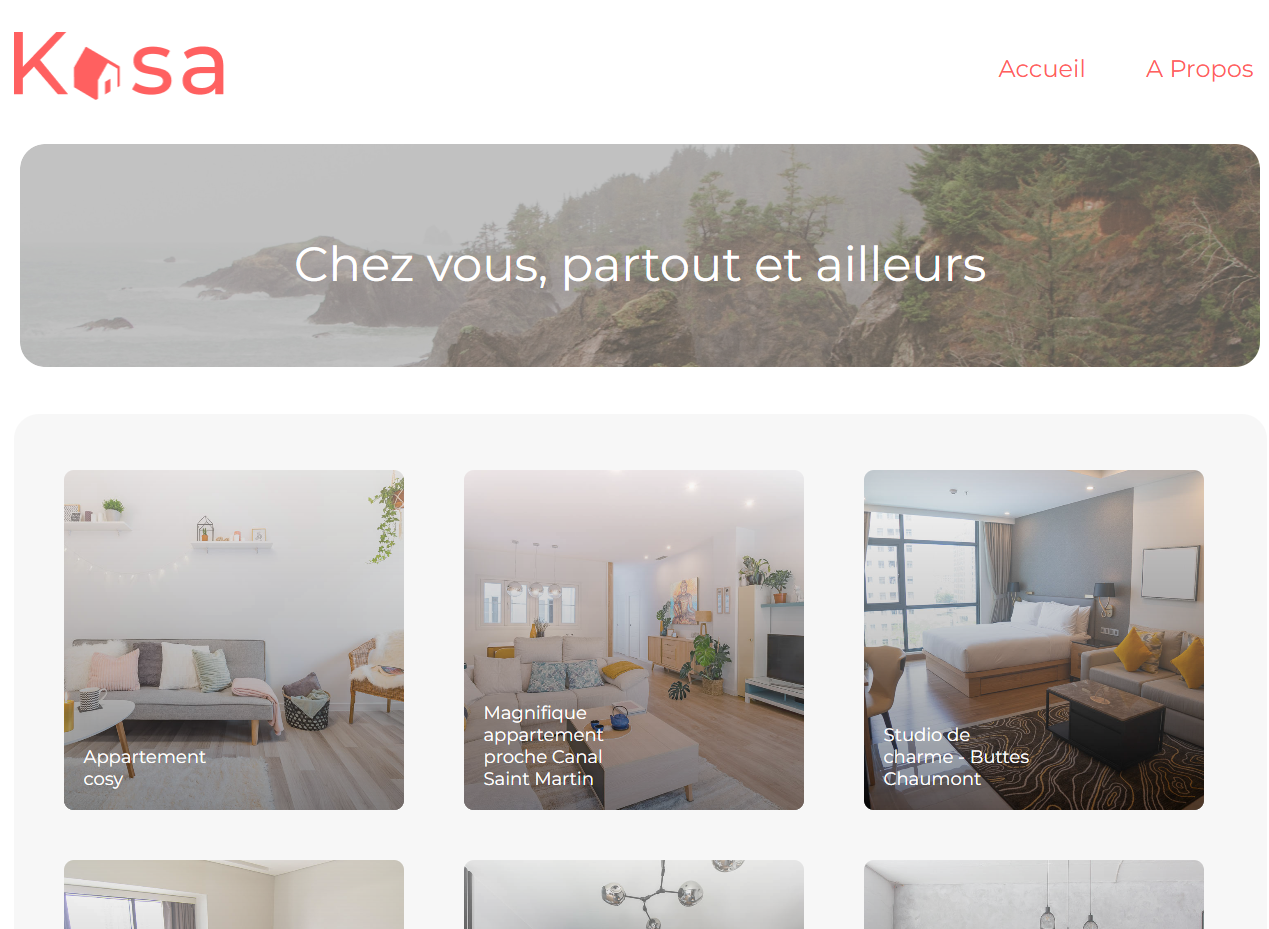 Kasa
Accueil
A Propos
Chez vous, partout et ailleurs
Appartement
cosy
Magnifique
appartement
proche Canal
Saint Martin
Studio de
charme - Buttes
Chaumont